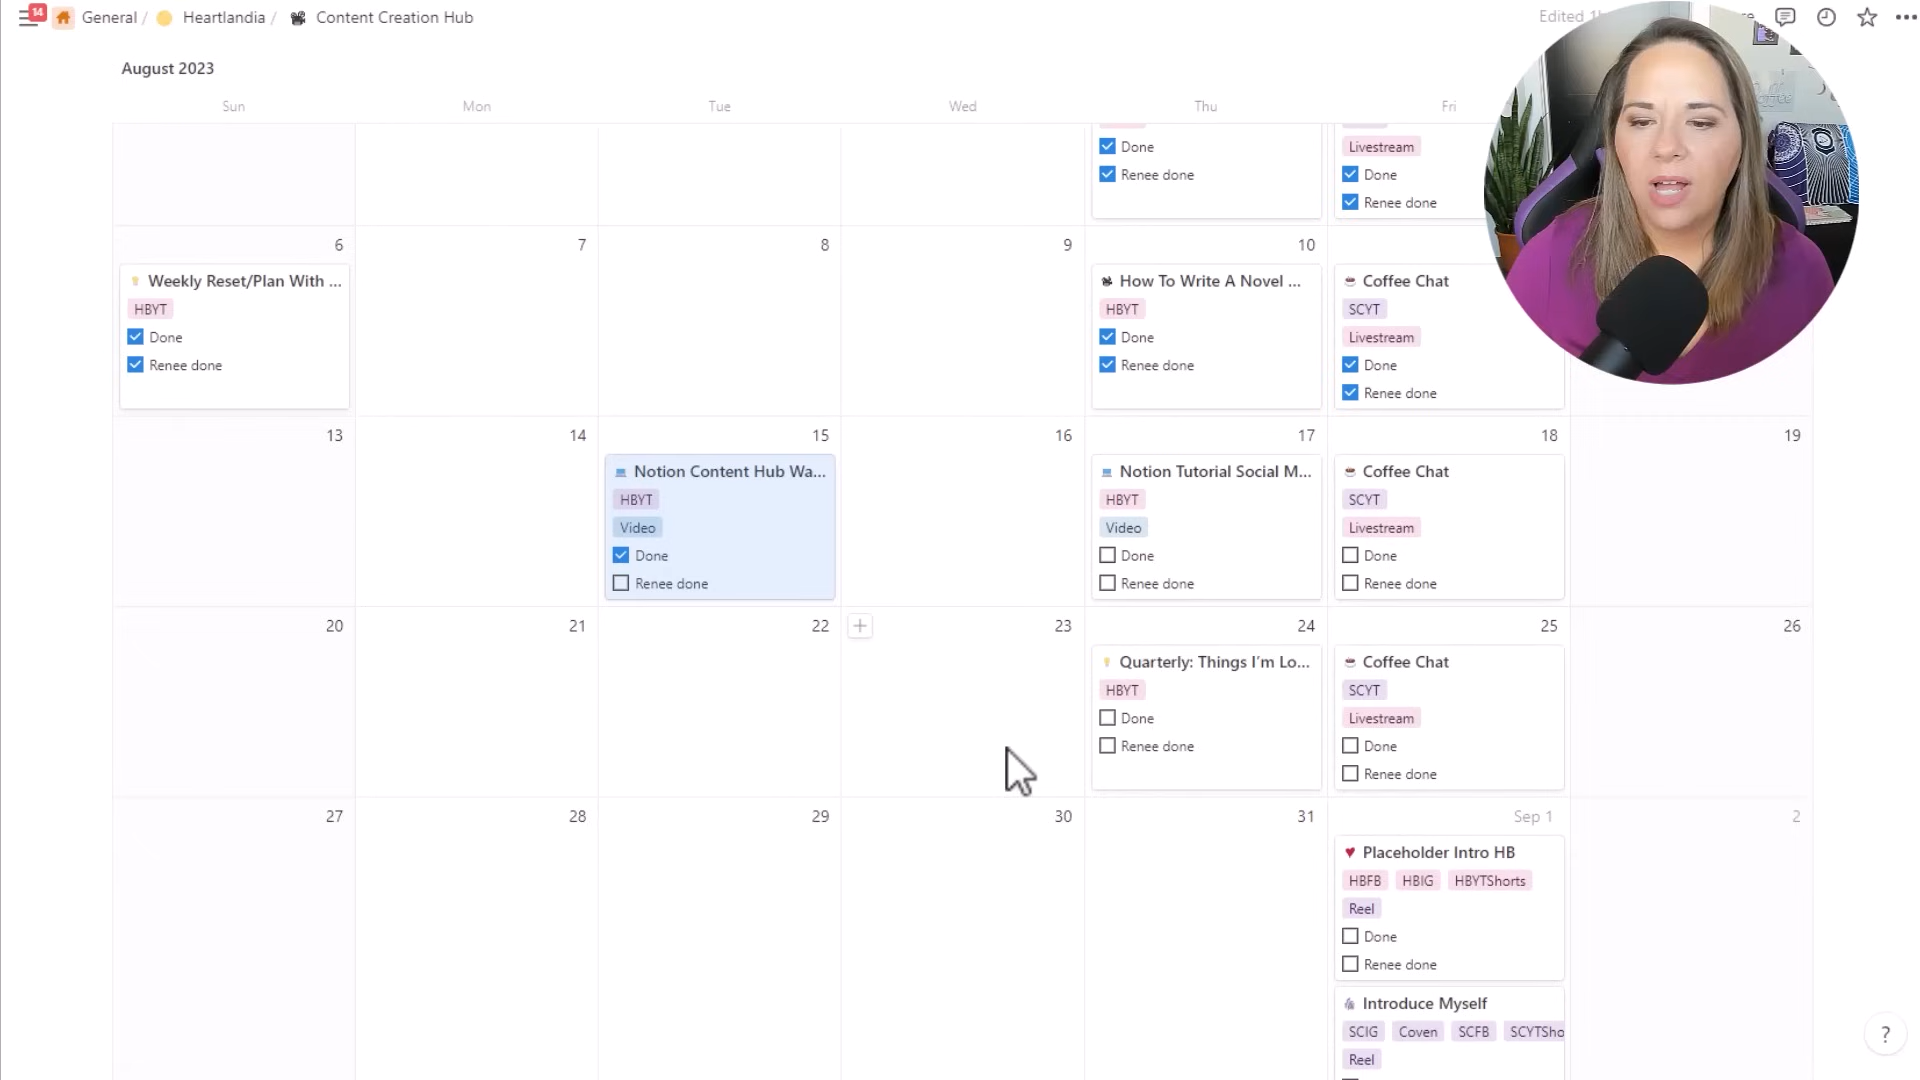 14
General / Heartlandia / Content Creation Hub
Edited
August 2023
Sun Mon Tue Wed Thu Fri
Done
Renee done
Livestream
Done
Renee done
6 7 8 9 10
Weekly Reset/Plan With ...
HBYT
Done
Renee done
How To Write A Novel ...
HBYT
Done
Renee done
Coffee Chat
SCYT
Livestream
Done
Renee done
13 14 15 16 17 18 19
Notion Content Hub Wa...
HBYT
Video
Done
Renee done
Notion Tutorial Social M...
HBYT
Video
Done
Renee done
Coffee Chat
SCYT
Livestream
Done
Renee done
20 21 22 23 24 25 26
Quarterly: Things I'm Lo...
HBYT
Done
Renee done
Coffee Chat
SCYT
Livestream
Done
Renee done
27 28 29 30 31 Sep 1 2
Placeholder Intro HB
HBFB HBIG HBYTShorts
Reel
Done
Renee done
Introduce Myself
SCIG Coven SCFB SCYTSho
Reel
?